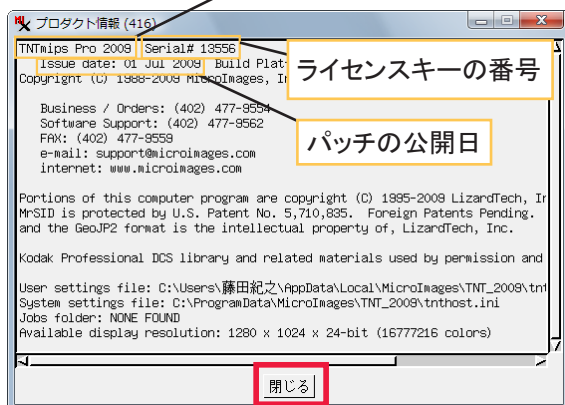 プロダクト情報 (416)
TNTmips Pro 2009 Serial# 13556
Issue date: 01 Jul 2009 Build Plat
Copyright (C) 1988-2009 MicroImages, In
ライセンスキーの番号
Business / Orders: (402) 477-9554
Software Support: (402) 477-9562
FAX: (402) 477-9559
e-mail: support@microimages.com
internet: www.microimages.com
パッチの公開日
Portions of this computer program are copyright (C) 1995-2009 LizardTech, In
MrSID is protected by U.S. Patent No. 5,710,835. Foreign Patents Pending.
and the GeoJP2 format is the intellectual property of, LizardTech, Inc.
Kodak Professional DCS library and related materials used by permission and
User settings file: C:\Users\藤田紀之\AppData\Local\MicroImages\TNT_2009\tnt
System settings file: C:\ProgramData\MicroImages\TNT_2009\tnthost.ini
Jobs folder: NONE FOUND
Available display resolution: 1280 x 1024 x 24-bit (16777216 colors)
閉じる